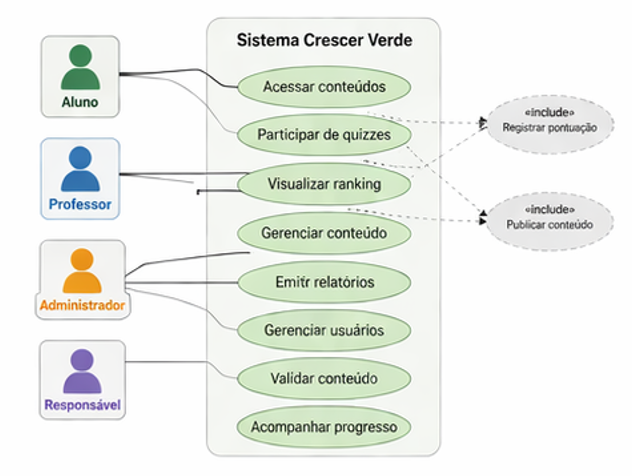 Sistema Crescer Verde
Aluno
Professor
Administrador
Responsável
Acessar conteúdos
Participar de quizzes
Visualizar ranking
Gerenciar conteúdo
Emitir relatórios
Gerenciar usuários
Validar conteúdo
Acompanhar progresso
«include»
Registrar pontuação
«include»
Publicar conteúdo